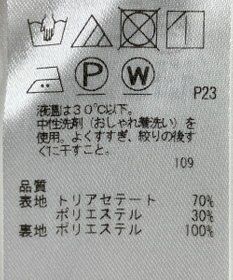 P W
P23
液温は30℃以下。
中性洗剤(おしゃれ着洗い)を
使用。よくすすぎ、絞りの後す
ぐに干すこと。
109
品質
表地 トリアセテート 70%
ポリエステル 30%
裏地 ポリエステル 100%